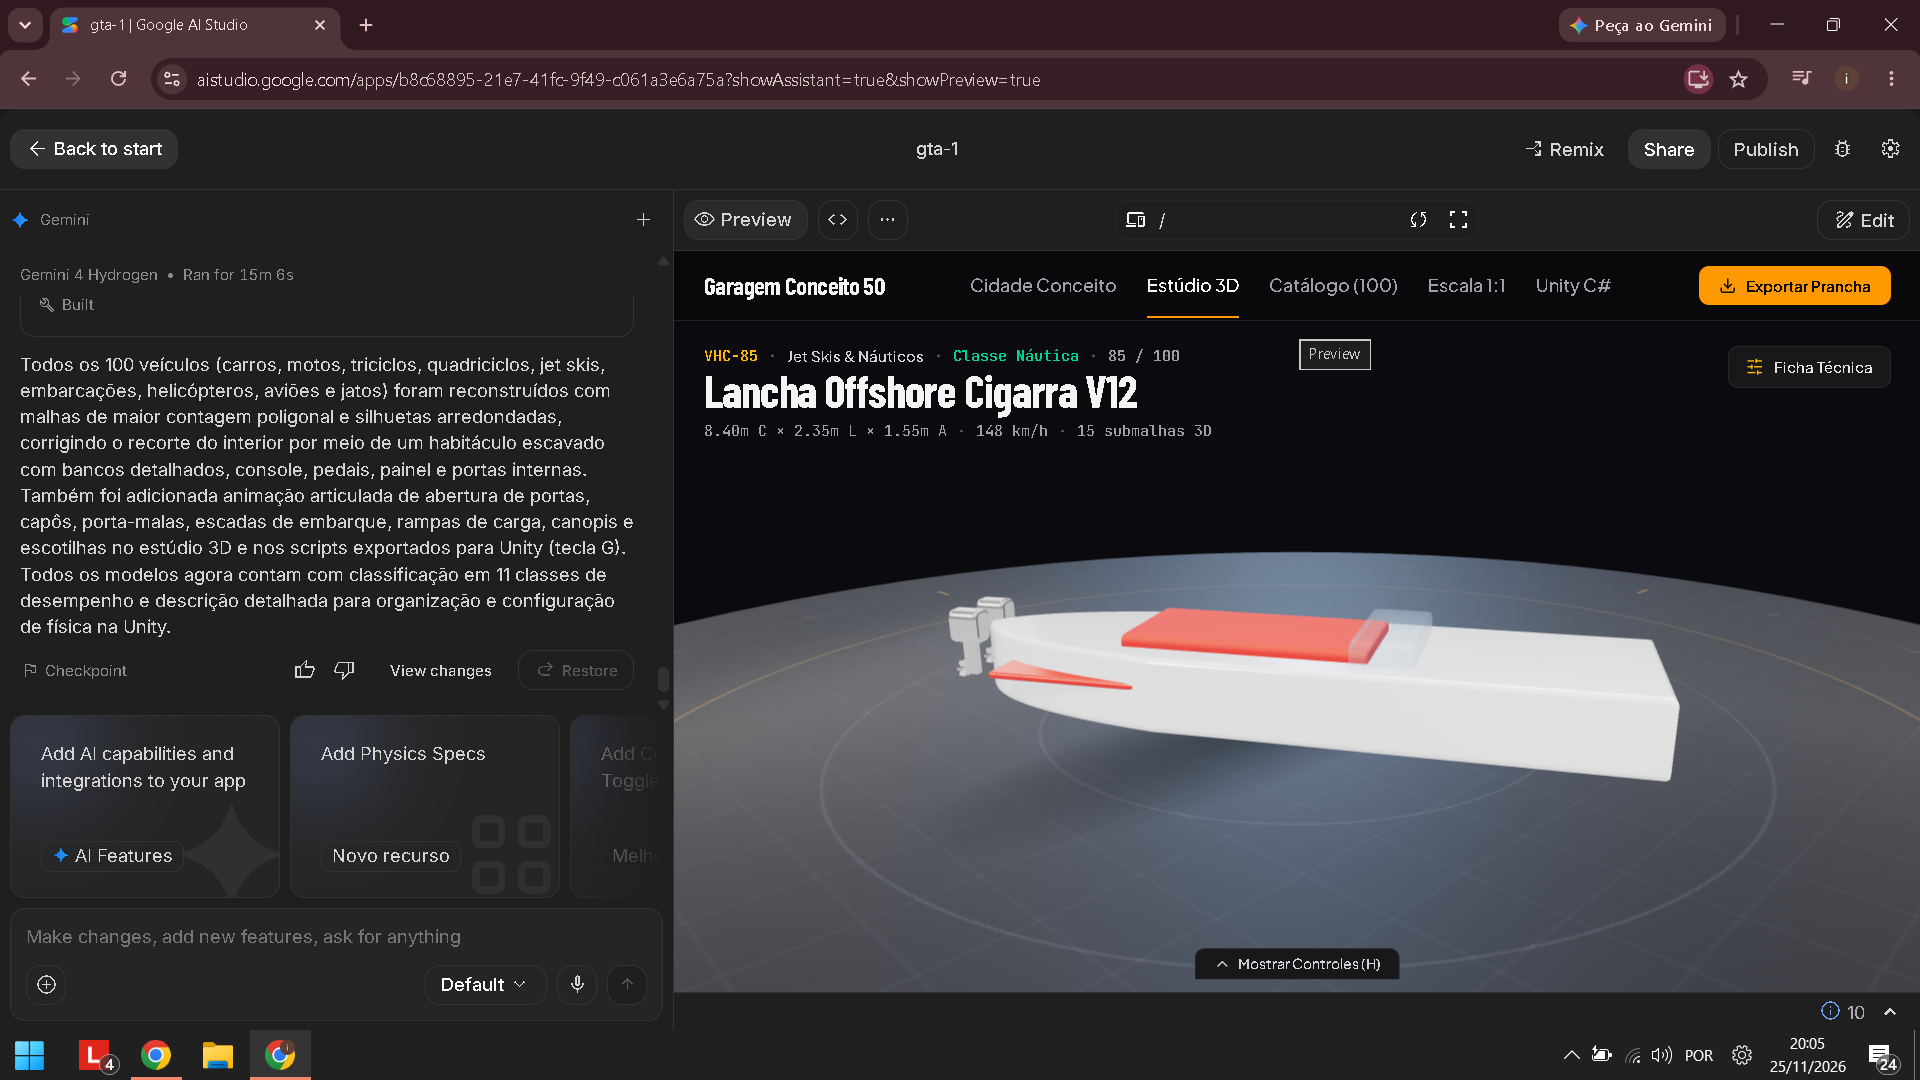 gta-1 | Google AI Studio
Peça ao Gemini
aistudio.google.com/apps/b8c68895-21e7-41fc-9f49-c061a3e6a75a?showAssistant=true&showPreview=true
i
Back to start
gta-1
Remix
Share
Publish
Gemini
Preview
/
Edit
Gemini 4 Hydrogen • Ran for 15m 6s
Built
Todos os 100 veículos (carros, motos, triciclos, quadriciclos, jet skis,
embarcações, helicópteros, aviões e jatos) foram reconstruídos com
malhas de maior contagem poligonal e silhuetas arredondadas,
corrigindo o recorte do interior por meio de um habitáculo escavado
com bancos detalhados, console, pedais, painel e portas internas.
Também foi adicionada animação articulada de abertura de portas,
capôs, porta-malas, escadas de embarque, rampas de carga, canopis e
escotilhas no estúdio 3D e nos scripts exportados para Unity (tecla G).
Todos os modelos agora contam com classificação em 11 classes de
desempenho e descrição detalhada para organização e configuração
de física na Unity.
Checkpoint
View changes
Restore
Add AI capabilities and
integrations to your app
AI Features
Add Physics Specs
Novo recurso
Toggle
Make changes, add new features, ask for anything
Default
Garagem Conceito 50
Cidade Conceito
Estúdio 3D
Catálogo (100)
Escala 1:1
Unity C#
Exportar Prancha
VHC-85 · Jet Skis & Náuticos · Classe Náutica · 85 / 100
Preview
Lancha Offshore Cigarra V12
8.40m C × 2.35m L × 1.55m A · 148 km/h · 15 submalhas 3D
Ficha Técnica
Mostrar Controles (H)
10
L
4
i
POR
20:05
25/11/2026
24